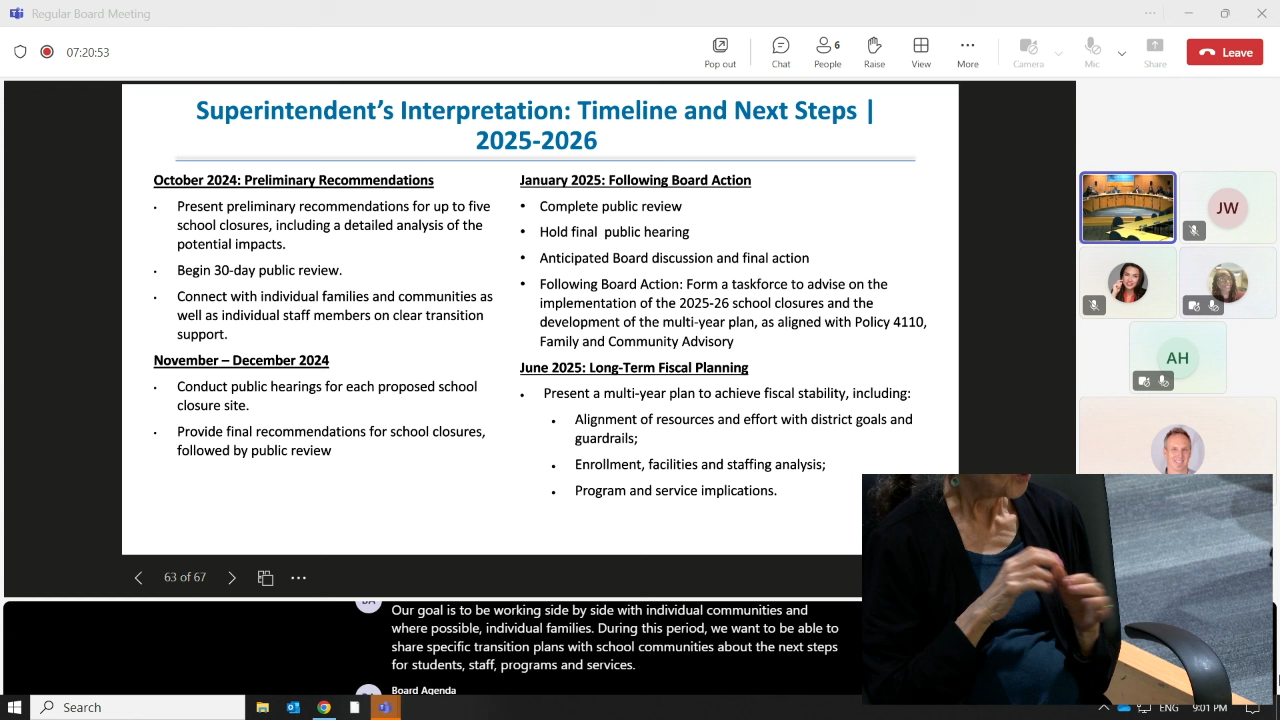 Regular Board Meeting
07:20:53
Pop out
Chat
6
People
Raise
View
More
Camera
Mic
Share
Leave
Superintendent's Interpretation: Timeline and Next Steps |
2025-2026
October 2024: Preliminary Recommendations
Present preliminary recommendations for up to five
school closures, including a detailed analysis of the
potential impacts.
Begin 30-day public review.
Connect with individual families and communities as
well as individual staff members on clear transition
support.
November – December 2024
Conduct public hearings for each proposed school
closure site.
Provide final recommendations for school closures,
followed by public review
January 2025: Following Board Action
Complete public review
Hold final public hearing
Anticipated Board discussion and final action
Following Board Action: Form a taskforce to advise on the
implementation of the 2025-26 school closures and the
development of the multi-year plan, as aligned with Policy 4110,
Family and Community Advisory
June 2025: Long-Term Fiscal Planning
Present a multi-year plan to achieve fiscal stability, including:
Alignment of resources and effort with district goals and
guardrails;
Enrollment, facilities and staffing analysis;
Program and service implications.
JW
AH
63 of 67
Our goal is to be working side by side with individual communities and
where possible, individual families. During this period, we want to be able to
share specific transition plans with school communities about the next steps
for students, staff, programs and services.
Board Agenda
Search
ENG
9:01 PM